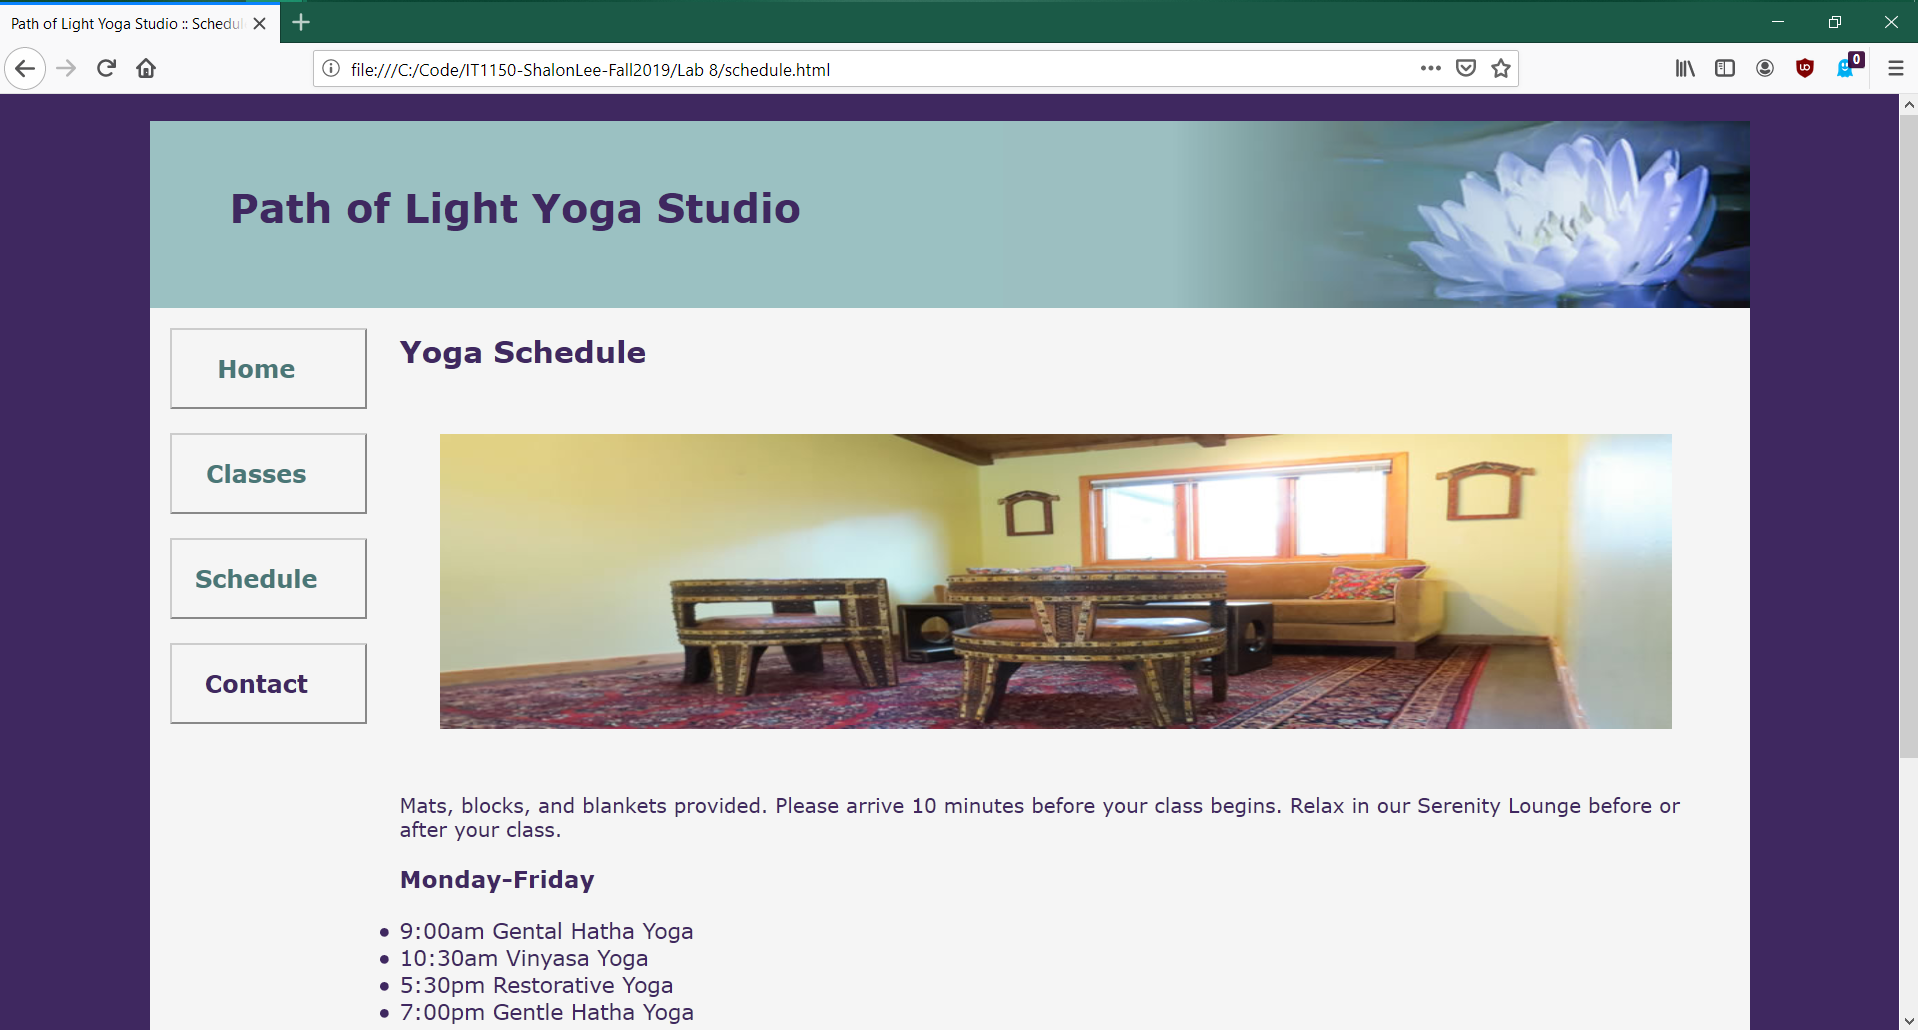 Path of Light Yoga Studio :: Schedul
file:///C:/Code/IT1150-ShalonLee-Fall2019/Lab 8/schedule.html
0
Path of Light Yoga Studio
Home
Classes
Schedule
Contact
Yoga Schedule
Mats, blocks, and blankets provided. Please arrive 10 minutes before your class begins. Relax in our Serenity Lounge before or
after your class.
Monday-Friday
9:00am Gental Hatha Yoga
10:30am Vinyasa Yoga
5:30pm Restorative Yoga
7:00pm Gentle Hatha Yoga